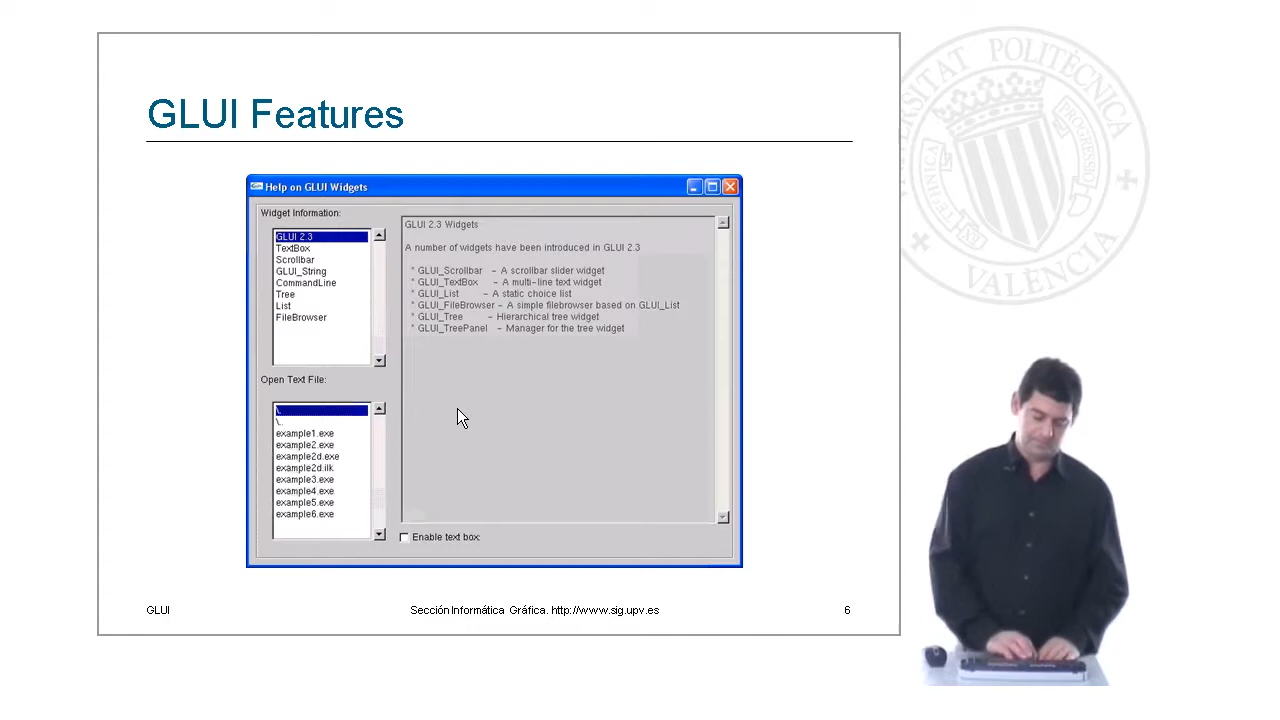 GLUI Features
Help on GLUI Widgets
Widget Information:
GLUI 2.3
TextBox
Scrollbar
GLUI_String
CommandLine
Tree
List
FileBrowser
Open Text File:
\.
\..
example1.exe
example2.exe
example2d.exe
example2d.ilk
example3.exe
example4.exe
example5.exe
example6.exe
GLUI 2.3 Widgets
A number of widgets have been introduced in GLUI 2.3
* GLUI_Scrollbar - A scrollbar slider widget
* GLUI_TextBox - A multi-line text widget
* GLUI_List - A static choice list
* GLUI_FileBrowser - A simple filebrowser based on GLUI_List
* GLUI_Tree - Hierarchical tree widget
* GLUI_TreePanel - Manager for the tree widget
Enable text box:
GLUI
Sección Informática Gráfica. http://www.sig.upv.es
6
UNIVERSITAT POLITÈCNICA
VALÈNCIA